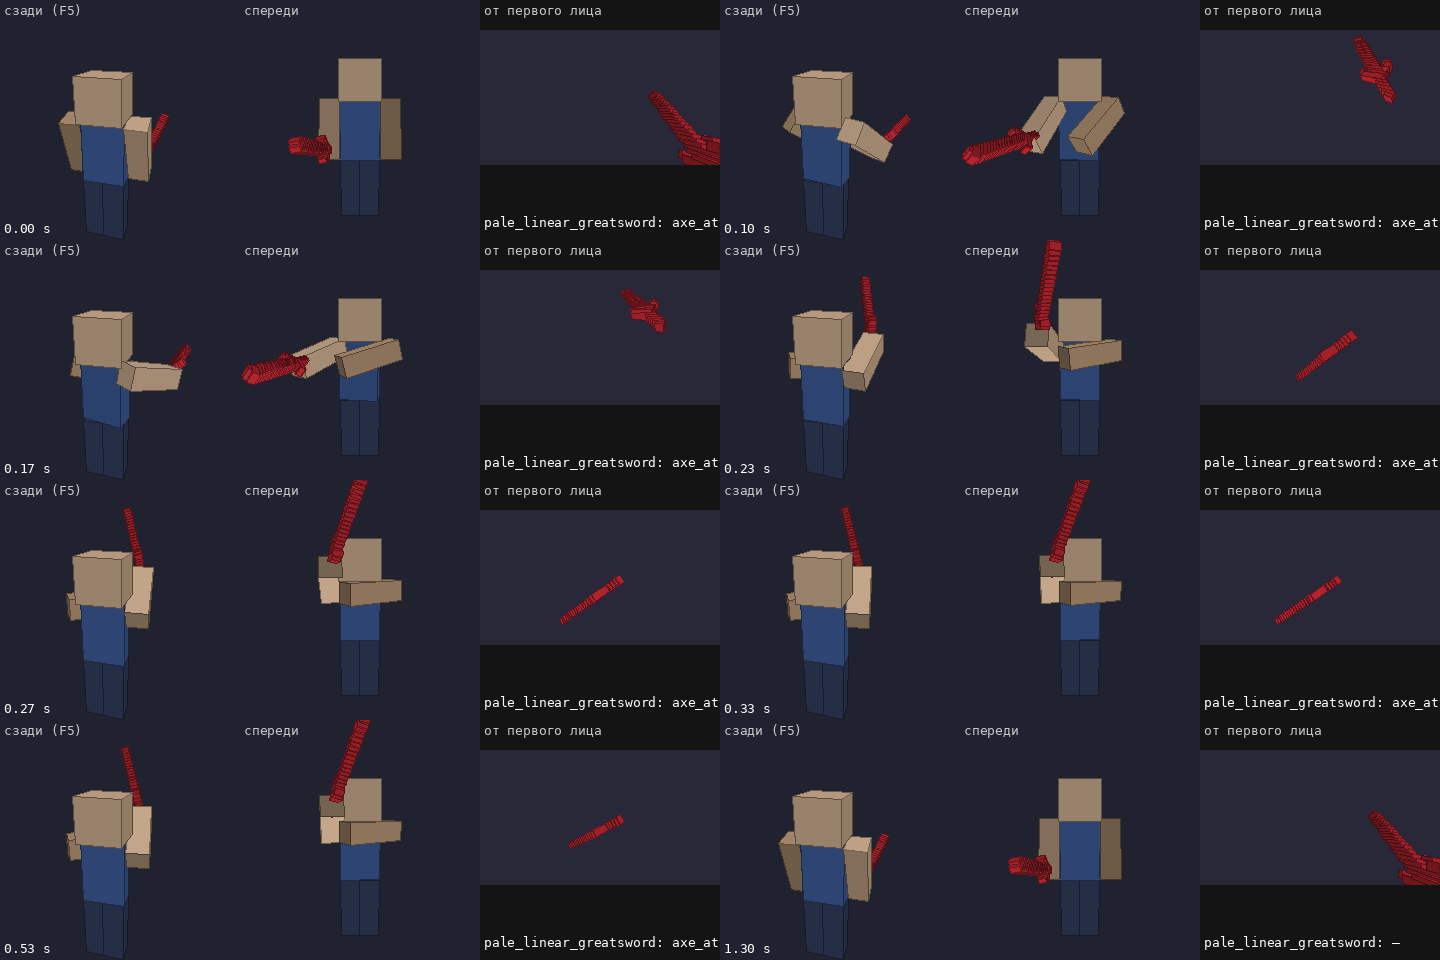 сзади (F5) спереди от первого лица сзади (F5) спереди от первого лица
0.00 s pale_linear_greatsword: axe_at 0.10 s pale_linear_greatsword: axe_at
сзади (F5) спереди от первого лица сзади (F5) спереди от первого лица
0.17 s pale_linear_greatsword: axe_at 0.23 s pale_linear_greatsword: axe_at
сзади (F5) спереди от первого лица сзади (F5) спереди от первого лица
0.27 s pale_linear_greatsword: axe_at 0.33 s pale_linear_greatsword: axe_at
сзади (F5) спереди от первого лица сзади (F5) спереди от первого лица
0.53 s pale_linear_greatsword: axe_at 1.30 s pale_linear_greatsword: —